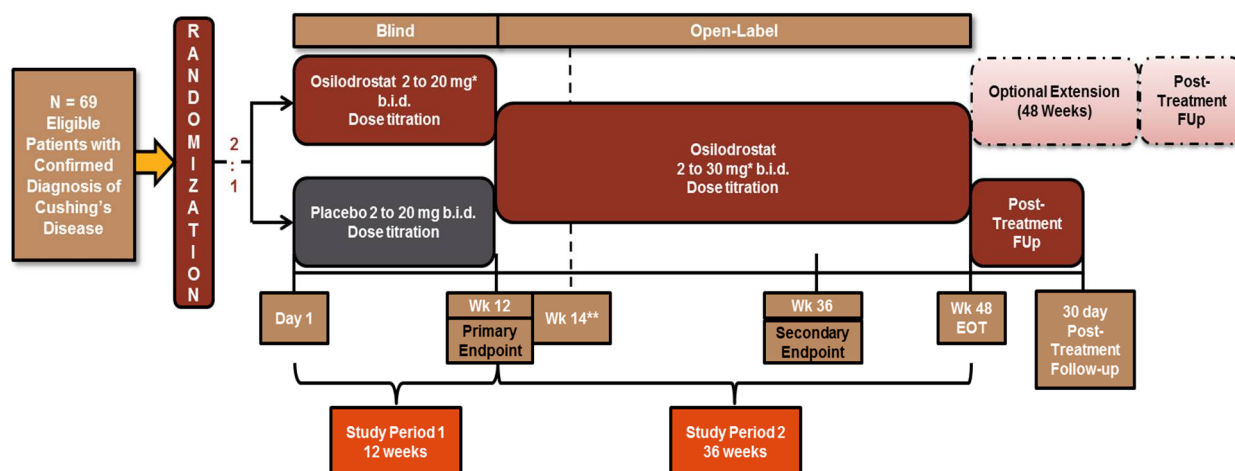 Blind
Open-Label
N = 69
Eligible
Patients with
Confirmed
Diagnosis of
Cushing's
Disease
RANDOMIZATION
2:1
Osilodrostat 2 to 20 mg*
b.i.d.
Dose titration
Placebo 2 to 20 mg b.i.d.
Dose titration
Osilodrostat
2 to 30 mg* b.i.d.
Dose titration
Optional Extension
(48 Weeks)
Post-
Treatment
FUp
Post-
Treatment
FUp
Day 1
Wk 12
Primary
Endpoint
Wk 14**
Wk 36
Secondary
Endpoint
Wk 48
EOT
30 day
Post-
Treatment
Follow-up
Study Period 1
12 weeks
Study Period 2
36 weeks